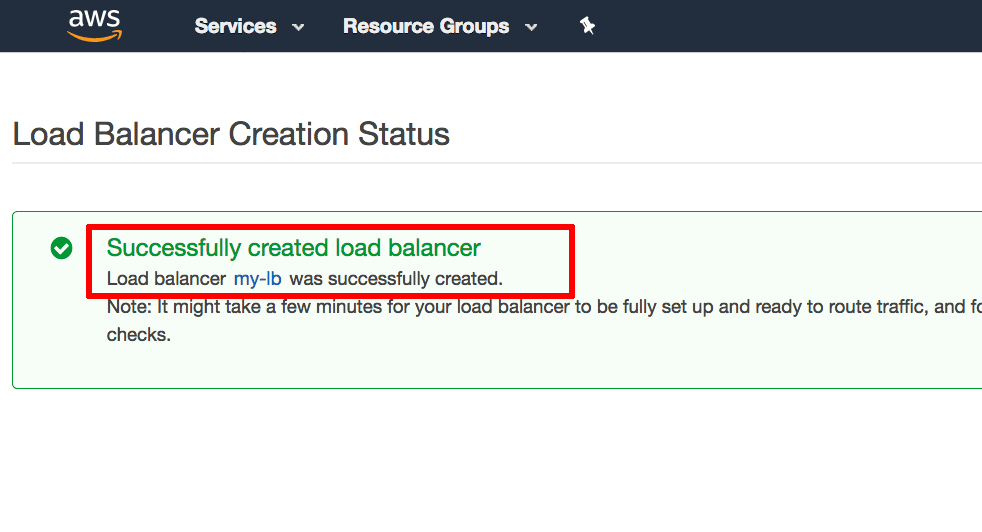 aws Services Resource Groups
Load Balancer Creation Status
Successfully created load balancer
Load balancer my-lb was successfully created.
Note: It might take a few minutes for your load balancer to be fully set up and ready to route traffic, and
checks.